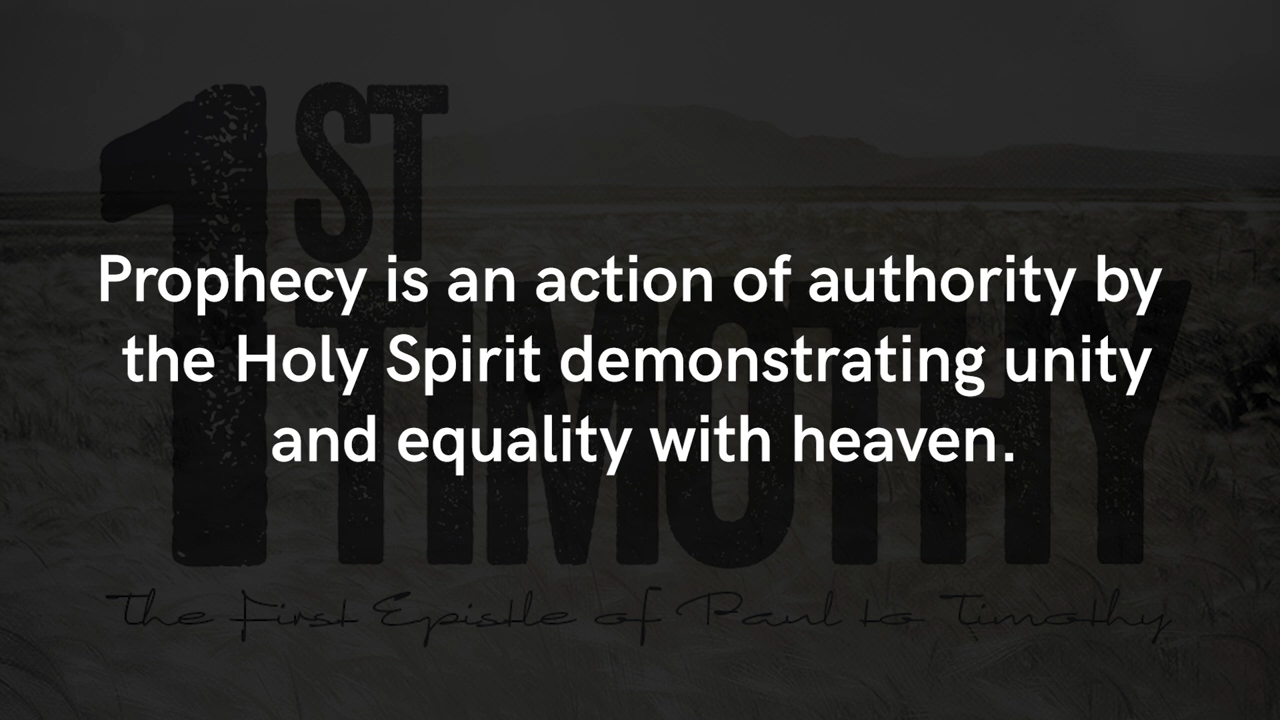 1ST
TIMOTHY
Prophecy is an action of authority by
the Holy Spirit demonstrating unity
and equality with heaven.
The First Epistle of Paul to Timothy